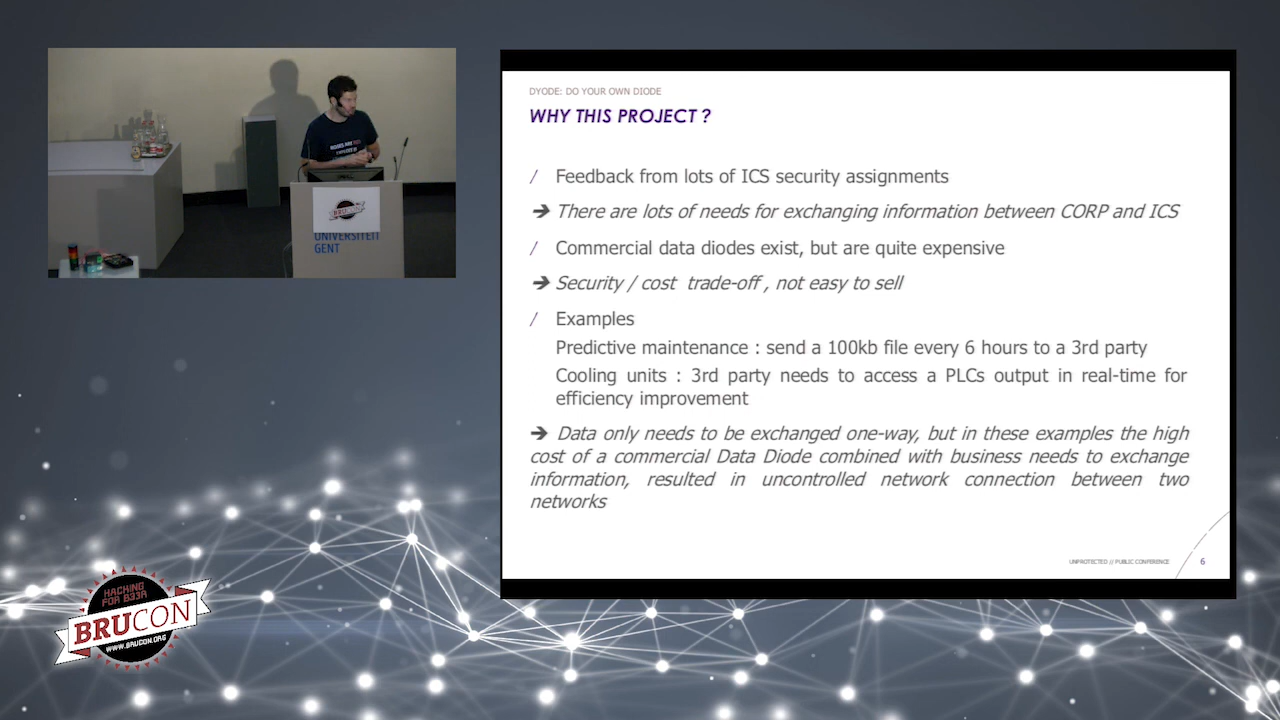 DYODE: DO YOUR OWN DIODE
WHY THIS PROJECT ?
/ Feedback from lots of ICS security assignments
➔ There are lots of needs for exchanging information between CORP and ICS
/ Commercial data diodes exist, but are quite expensive
➔ Security / cost trade-off , not easy to sell
/ Examples
Predictive maintenance : send a 100kb file every 6 hours to a 3rd party
Cooling units : 3rd party needs to access a PLCs output in real-time for
efficiency improvement
➔ Data only needs to be exchanged one-way, but in these examples the high
cost of a commercial Data Diode combined with business needs to exchange
information, resulted in uncontrolled network connection between two
networks
UNPROTECTED // PUBLIC CONFERENCE
6
BRUCON
UNIVERSITEIT
GENT
HACKING
FOR B33R
BRUCON
WWW.BRUCON.ORG